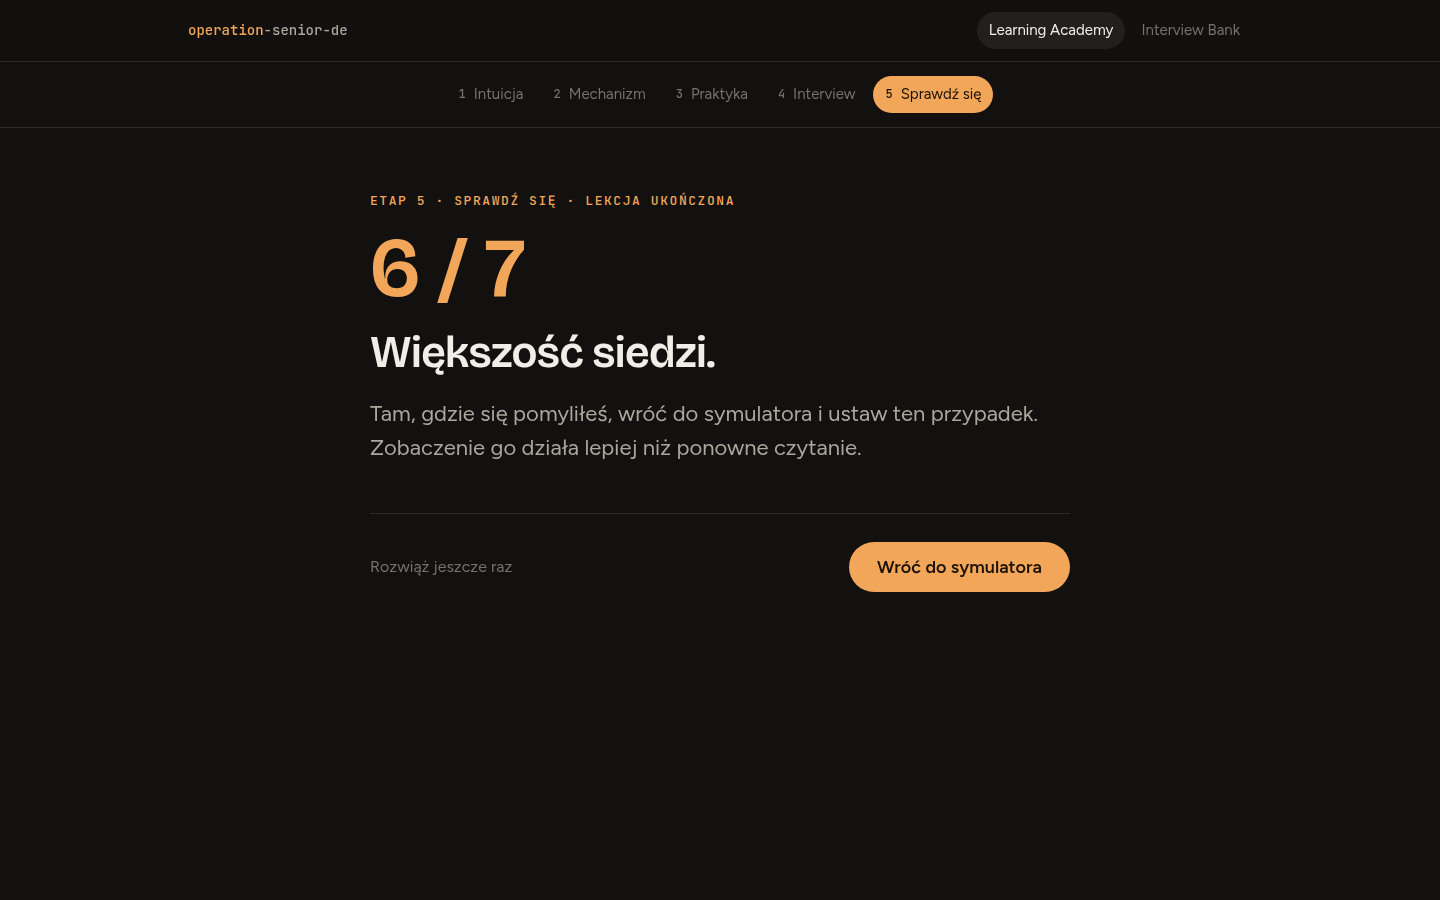 operation-senior-de
Learning Academy
Interview Bank
1 Intuicja
2 Mechanizm
3 Praktyka
4 Interview
5 Sprawdź się
ETAP 5 · SPRAWDŹ SIĘ · LEKCJA UKOŃCZONA
6 / 7
Większość siedzi.
Tam, gdzie się pomyliłeś, wróć do symulatora i ustaw ten przypadek.
Zobaczenie go działa lepiej niż ponowne czytanie.
Rozwiąż jeszcze raz
Wróć do symulatora